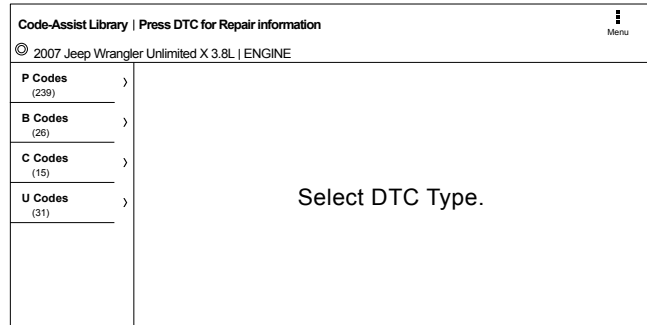 Code-Assist Library | Press DTC for Repair information
Menu
2007 Jeep Wrangler Unlimited X 3.8L | ENGINE
P Codes
(239)
B Codes
(26)
C Codes
(15)
U Codes
(31)
Select DTC Type.